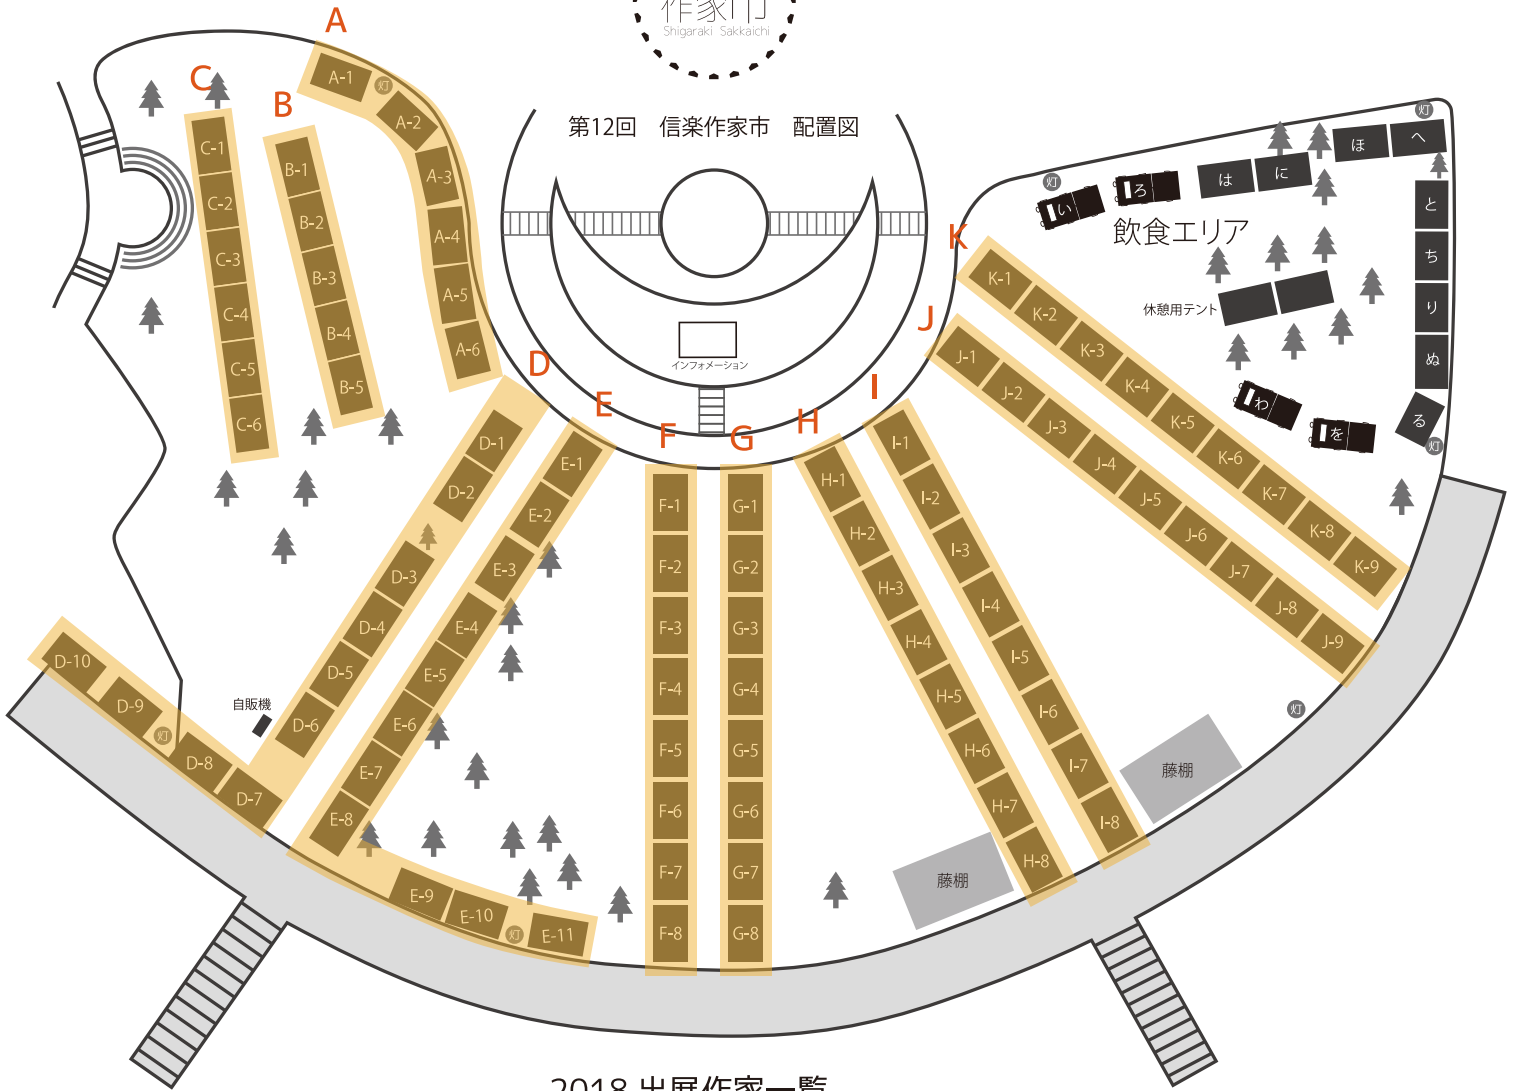 作家市
Shigaraki Sakkaichi
第12回 信楽作家市 配置図
A
B
C
D
E
F
G
H
I
J
K
A-1
灯
A-2
A-3
A-4
A-5
A-6
B-1
B-2
B-3
B-4
B-5
C-1
C-2
C-3
C-4
C-5
C-6
インフォメーション
D-1
D-2
D-3
D-4
D-5
D-6
自販機
D-7
D-8
灯
D-9
D-10
E-1
E-2
E-3
E-4
E-5
E-6
E-7
E-8
E-9
E-10
灯
E-11
F-1
F-2
F-3
F-4
F-5
F-6
F-7
F-8
G-1
G-2
G-3
G-4
G-5
G-6
G-7
G-8
H-1
H-2
H-3
H-4
H-5
H-6
H-7
H-8
藤棚
I-1
I-2
I-3
I-4
I-5
I-6
I-7
I-8
藤棚
灯
J-1
J-2
J-3
J-4
J-5
J-6
J-7
J-8
J-9
K-1
K-2
K-3
K-4
K-5
K-6
K-7
K-8
K-9
灯
い
ろ
は
に
ほ
へ
灯
飲食エリア
休憩用テント
と
ち
り
ぬ
る
灯
を
わ
2018 出展作家一覧